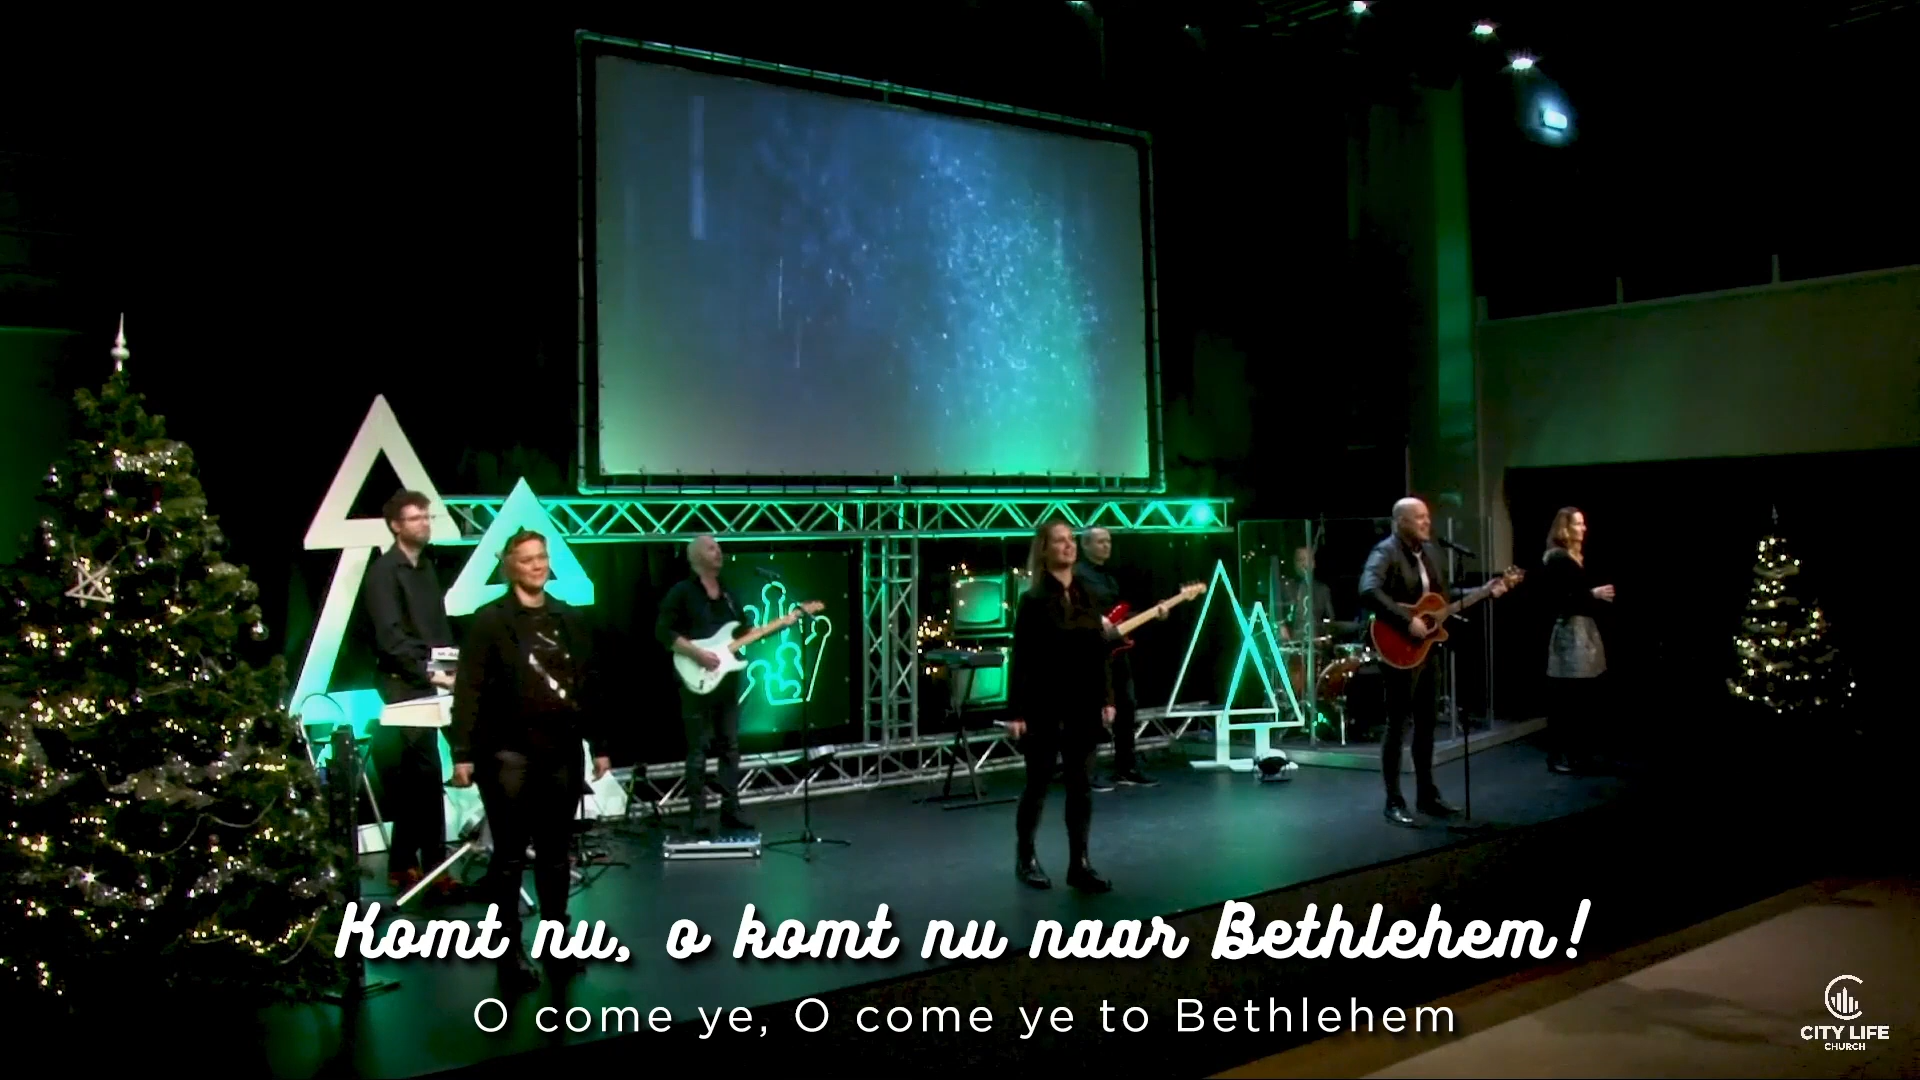 Komt nu, o komt nu naar Bethlehem!
O come ye, O come ye to Bethlehem
CITY LIFE
CHURCH